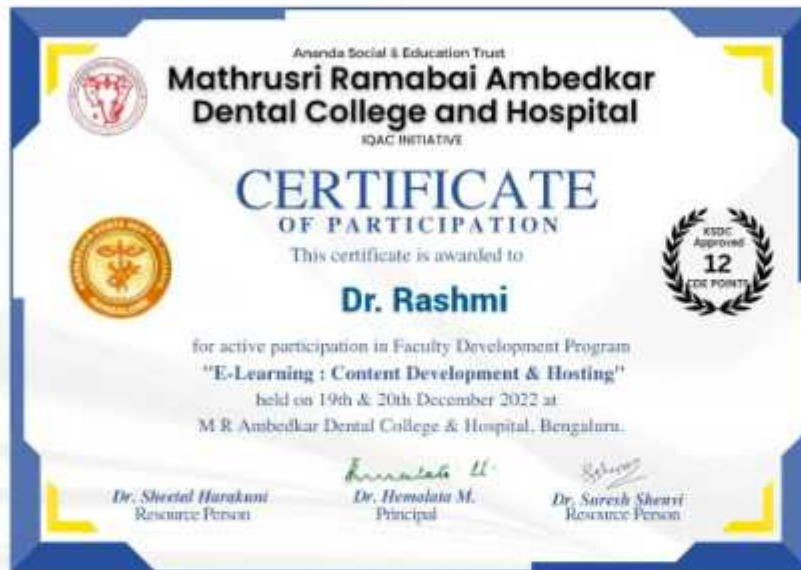 Ananda Social & Education Trust
Mathrusri Ramabai Ambedkar
Dental College and Hospital
IQAC INITIATIVE
CERTIFICATE
OF PARTICIPATION
This certificate is awarded to
KSDC
Approved
12
CDE POINTS
Dr. Rashmi
for active participation in Faculty Development Program
"E-Learning : Content Development & Hosting"
held on 19th & 20th December 2022 at
M R Ambedkar Dental College & Hospital, Bengaluru.
Dr. Sheetal Harakuni
Resource Person
Dr. Hemalata M.
Principal
Dr. Suresh Shenvi
Resource Person